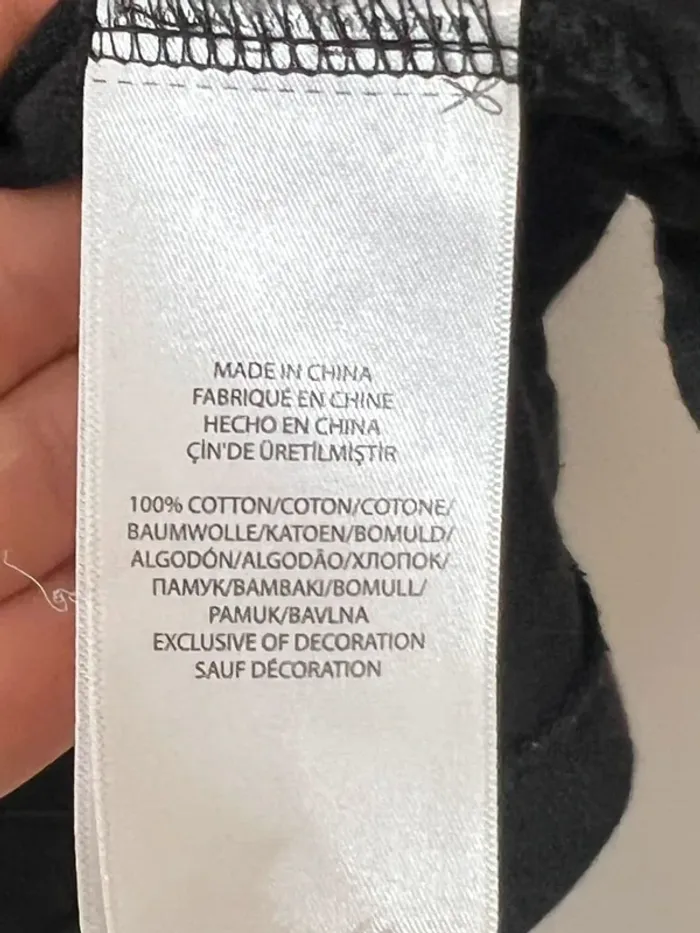 MADE IN CHINA
FABRIQUÉ EN CHINE
HECHO EN CHINA
ÇİN'DE ÜRETİLMİŞTİR
100% COTTON/COTON/COTONE/
BAUMWOLLE/KATOEN/BOMULD/
ALGODÓN/ALGODÃO/ХЛОПОК/
ПАМУК/BAMBAKI/BOMULL/
PAMUK/BAVLNA
EXCLUSIVE OF DECORATION
SAUF DÉCORATION